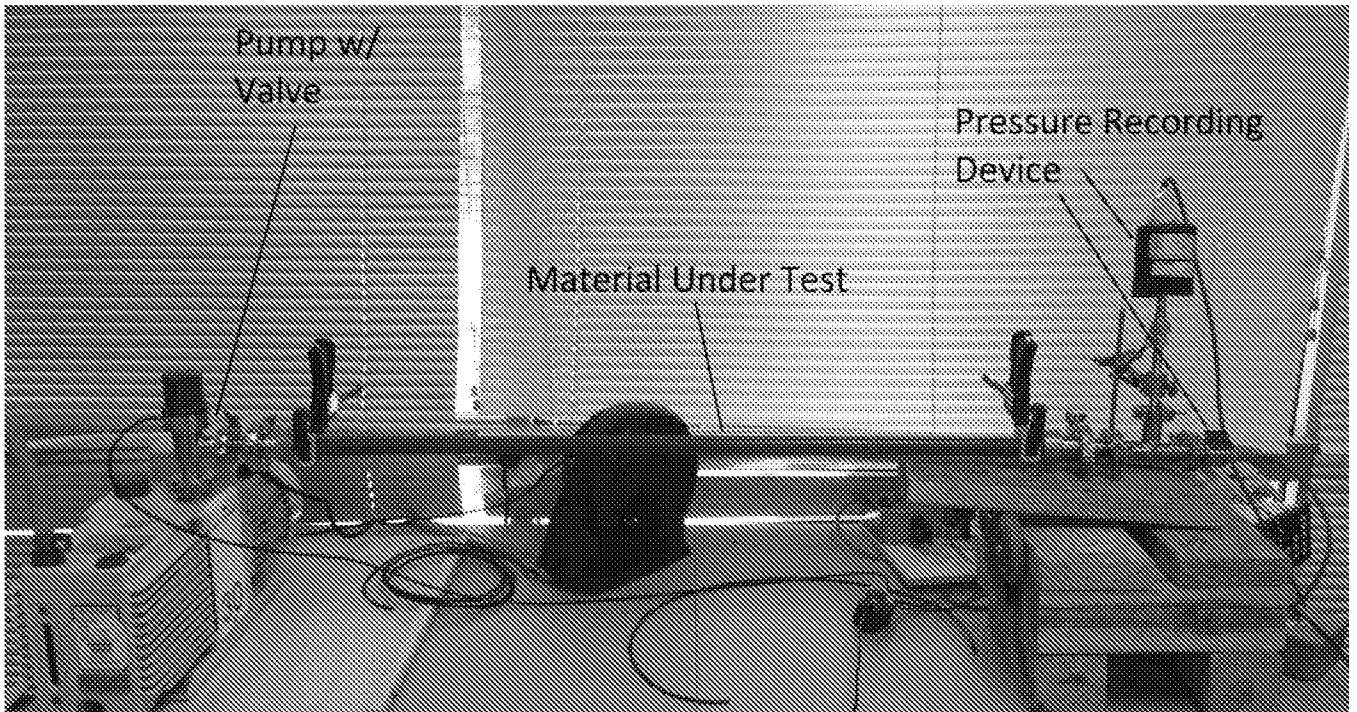 Pump w/
Valve
Pressure Recording
Device
Material Under Test